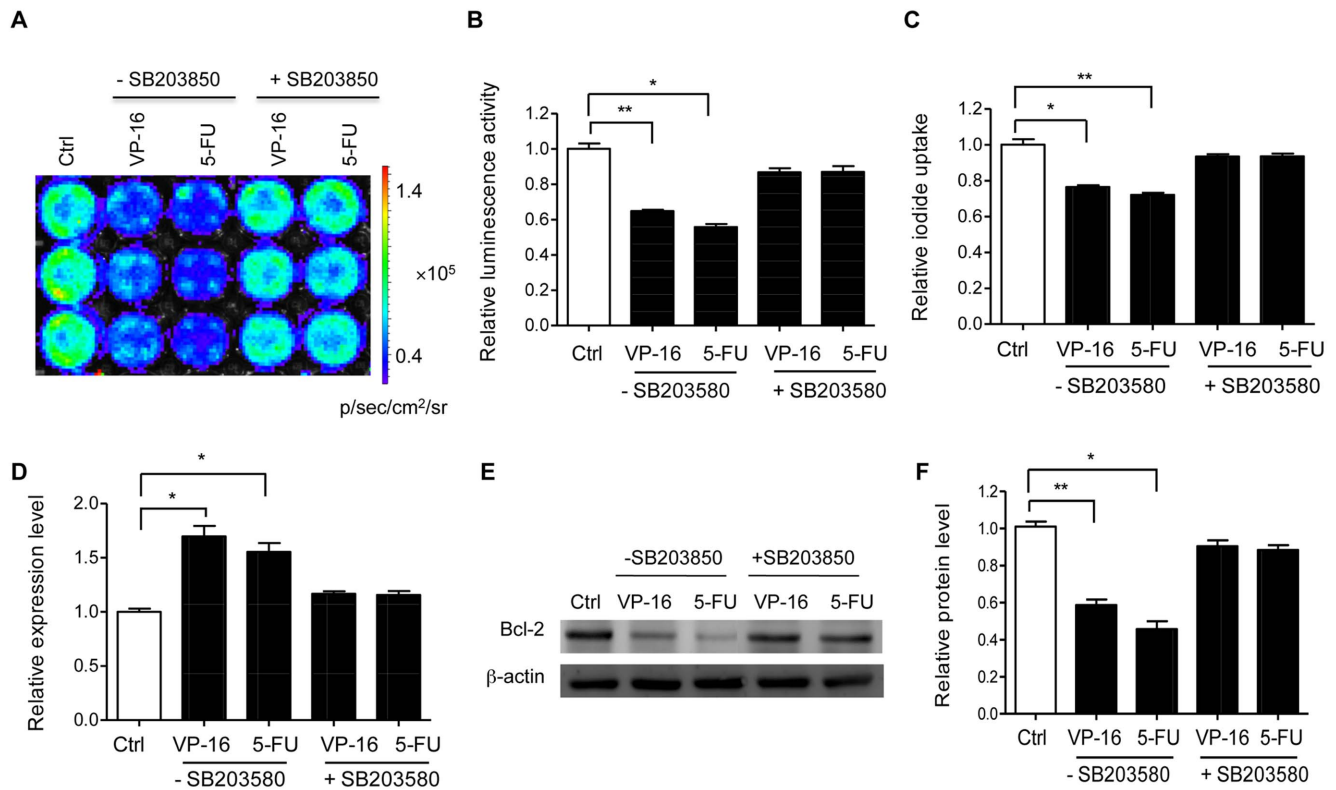 A
- SB203850
+ SB203850
Ctrl
VP-16
5-FU
VP-16
5-FU
1.4
×10⁵
0.4
p/sec/cm²/sr
B
Relative luminescence activity
1.2
1.0
0.8
0.6
0.4
0.2
0.0
**
*
Ctrl VP-16 5-FU VP-16 5-FU
- SB203580 + SB203580
C
Relative iodide uptake
1.2
1.0
0.8
0.6
0.4
0.2
0.0
**
*
Ctrl VP-16 5-FU VP-16 5-FU
- SB203580 + SB203580
D
Relative expression level
2.0
1.5
1.0
0.5
0.0
*
*
Ctrl VP-16 5-FU VP-16 5-FU
- SB203580 + SB203580
E
-SB203850 +SB203850
Ctrl VP-16 5-FU VP-16 5-FU
Bcl-2
β-actin
F
Relative protein level
1.2
1.0
0.8
0.6
0.4
0.2
0.0
*
**
Ctrl VP-16 5-FU VP-16 5-FU
- SB203580 + SB203580